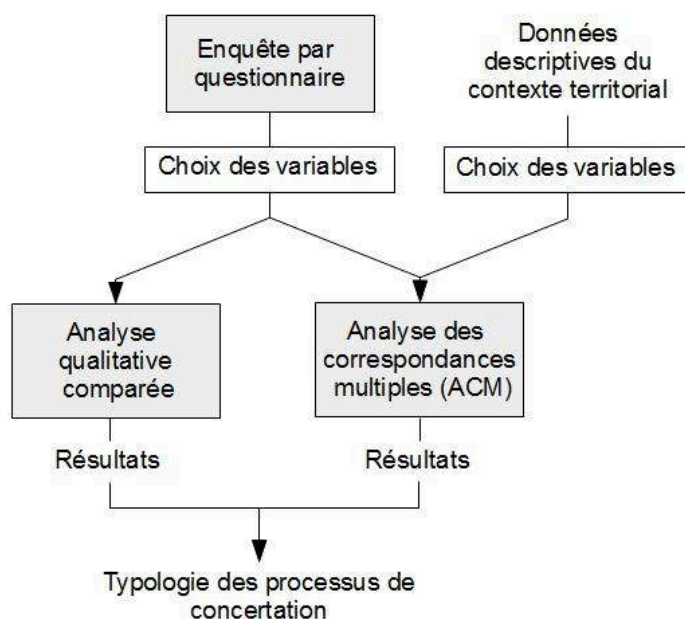 Enquête par
questionnaire
Données
descriptives du
contexte territorial
Choix des variables
Choix des variables
Analyse
qualitative
comparée
Analyse des
correspondances
multiples (ACM)
Résultats
Résultats
Typologie des processus de
concertation